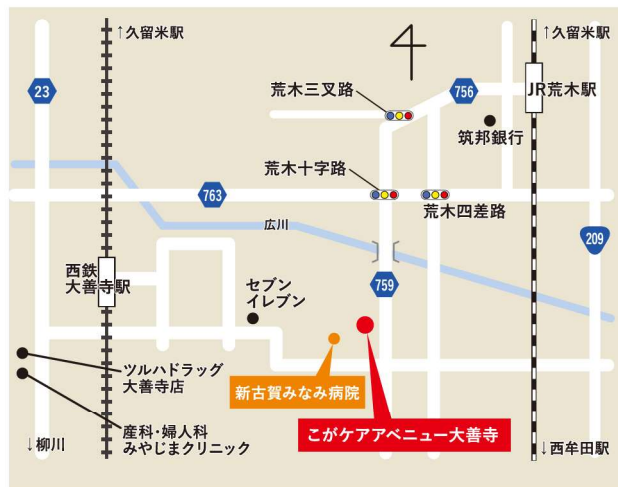 ↑久留米駅
↑久留米駅
23
荒木三叉路
756
JR荒木駅
筑邦銀行
荒木十字路
763
荒木四差路
広川
209
西鉄
大善寺駅
セブン
イレブン
759
ツルハドラッグ
大善寺店
新古賀みなみ病院
産科・婦人科
みやじまクリニック
こがケアアベニュー大善寺
↓柳川
↓西牟田駅